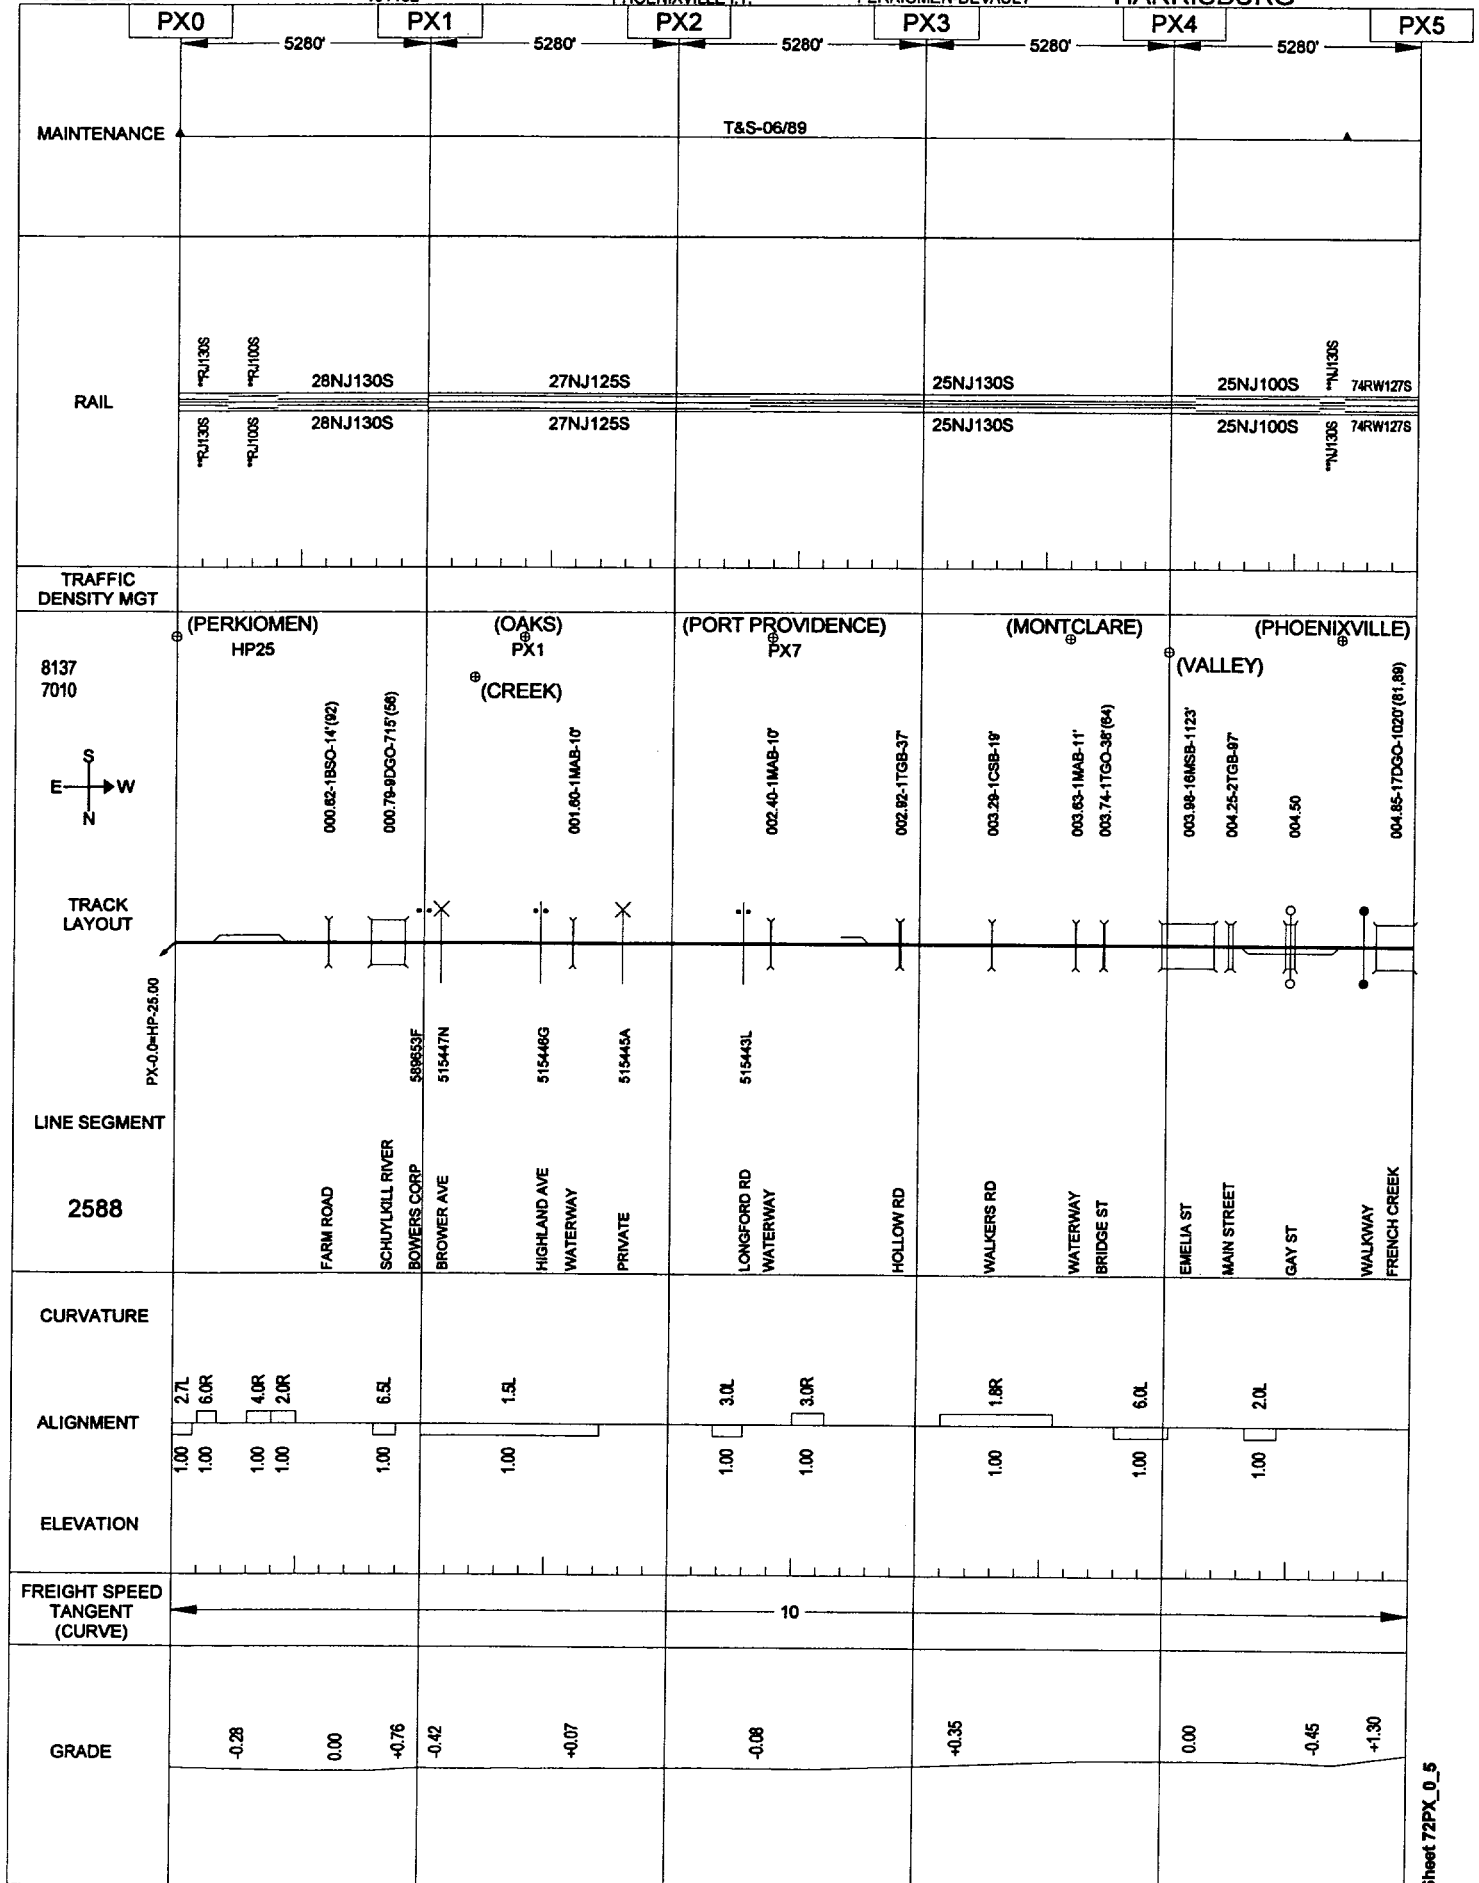 PHOENIXVILLE I.T.
HARRISBURG
PX0 PX1 PX2 PX3 PX4 PX5
5280' 5280' 5280' 5280' 5280'
MAINTENANCE
T&S-06/89
RAIL
**RJ130S **RJ100S 28NJ130S 27NJ125S 25NJ130S 25NJ100S **NJ130S 74RW127S
**RJ130S **RJ100S 28NJ130S 27NJ125S 25NJ130S 25NJ100S **NJ130S 74RW127S
TRAFFIC
DENSITY MGT
(PERKIOMEN) (OAKS) (PORT PROVIDENCE) (MONTCLARE) (PHOENIXVILLE)
HP25 PX1 PX7
(CREEK) (VALLEY)
8137
7010
S
E W
N
000.62-1BSO-14'(92)
000.79-9DGO-715'(56)
001.60-1MAB-10'
002.40-1MAB-10'
002.92-1TGB-37'
003.29-1CSB-19'
003.63-1MAB-11'
003.74-1TGO-38'(64)
003.98-16MSB-1123'
004.25-2TGB-97'
004.50
004.85-17DGO-1020'(81,89)
TRACK
LAYOUT
PX-0.0=HP-25.00
589653F
515447N
515446G
515445A
515443L
LINE SEGMENT
2588
FARM ROAD
SCHUYLKILL RIVER
BOWERS CORP
BROWER AVE
HIGHLAND AVE
WATERWAY
PRIVATE
LONGFORD RD
WATERWAY
HOLLOW RD
WALKERS RD
WATERWAY
BRIDGE ST
EMELIA ST
MAIN STREET
GAY ST
WALKWAY
FRENCH CREEK
CURVATURE
2.7L 6.0R 4.0R 2.0R 6.5L 1.5L 3.0L 3.0R 1.8R 6.0L 2.0L
ALIGNMENT
1.00 1.00 1.00 1.00 1.00 1.00 1.00 1.00 1.00 1.00 1.00
ELEVATION
FREIGHT SPEED
TANGENT
(CURVE)
10
GRADE
-0.28 0.00 +0.76 -0.42 +0.07 -0.08 +0.35 0.00 -0.45 +1.30
Sheet 72PX_0_5